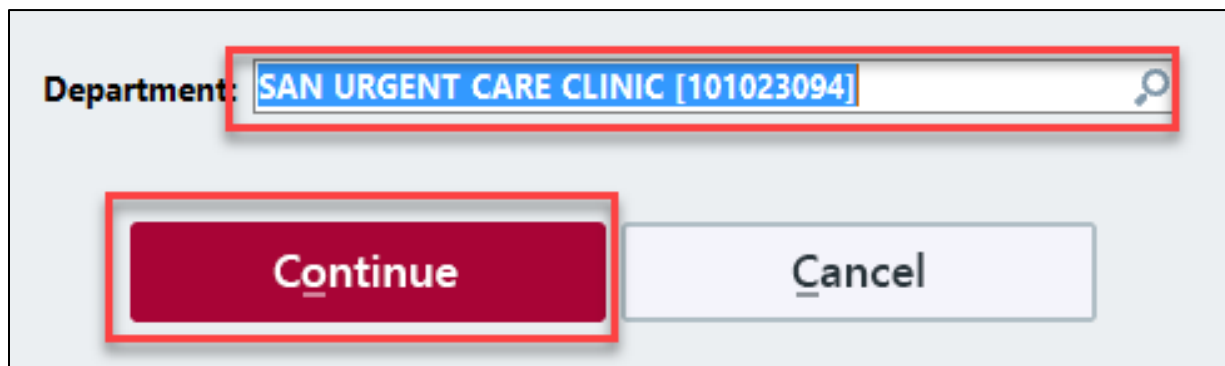 Department: SAN URGENT CARE CLINIC [101023094]
Continue Cancel